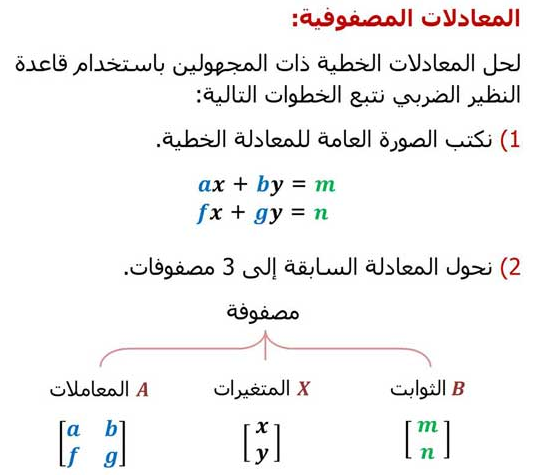 المعادلات المصفوفية:
لحل المعادلات الخطية ذات المجهولين باستخدام قاعدة
النظير الضربي نتبع الخطوات التالية:
1) نكتب الصورة العامة للمعادلة الخطية.
ax + by = m
fx + gy = n
2) نحول المعادلة السابقة إلى 3 مصفوفات.
مصفوفة
A المعاملات X المتغيرات B الثوابت
[a b] [x] [m]
[f g] [y] [n]